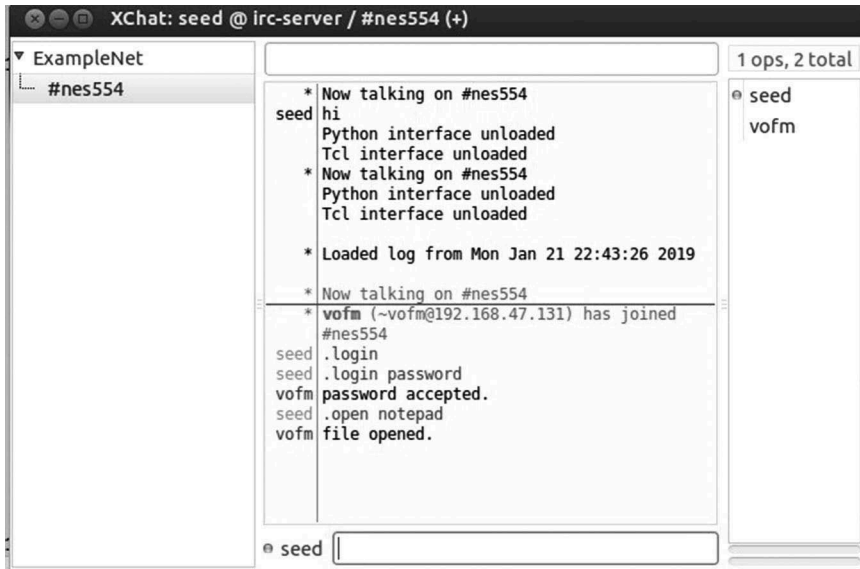 XChat: seed @ irc-server / #nes554 (+)
ExampleNet
#nes554
* Now talking on #nes554
seed hi
Python interface unloaded
Tcl interface unloaded
* Now talking on #nes554
Python interface unloaded
Tcl interface unloaded
* Loaded log from Mon Jan 21 22:43:26 2019
* Now talking on #nes554
* vofm (~vofm@192.168.47.131) has joined
#nes554
seed .login
seed .login password
vofm password accepted.
seed .open notepad
vofm file opened.
seed
1 ops, 2 total
seed
vofm